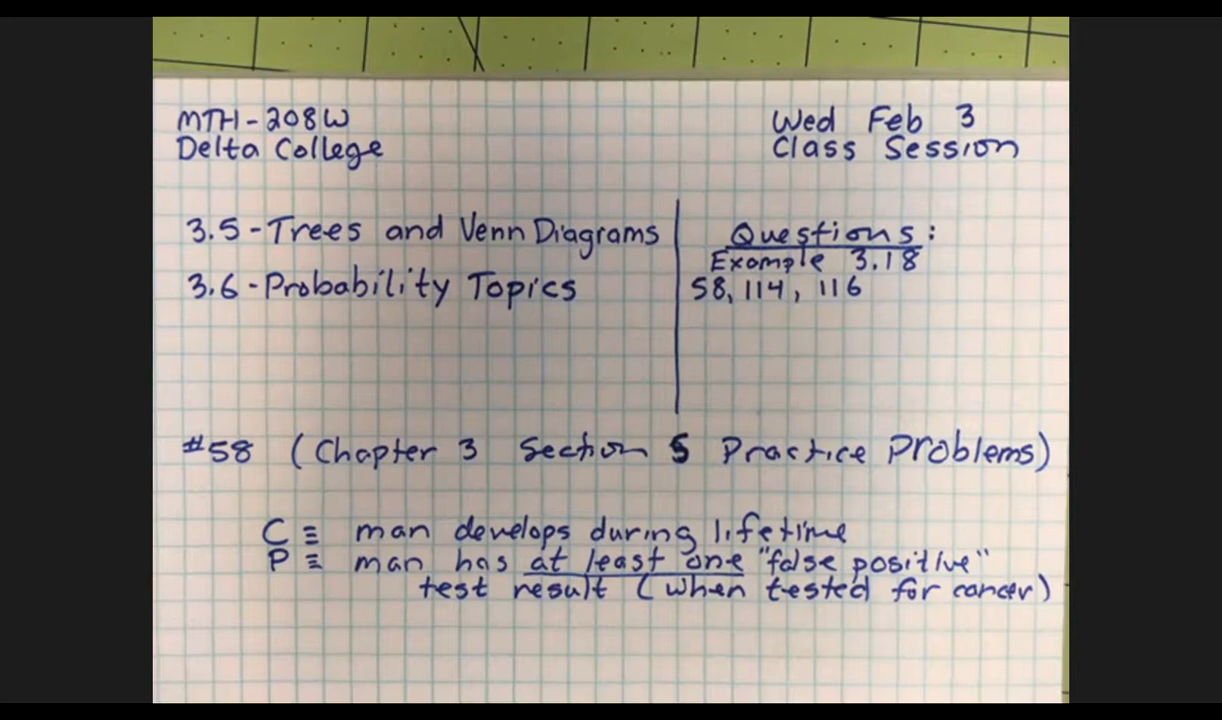 MTH-208W
Delta College
Wed Feb 3
Class Session
3.5-Trees and Venn Diagrams
3.6-Probability Topics
Questions:
Example 3.18
58, 114, 116
#58 (Chapter 3 Section 5 Practice Problems)
C ≡ man develops during lifetime
P ≡ man has at least one "false positive"
test result (when tested for cancer)